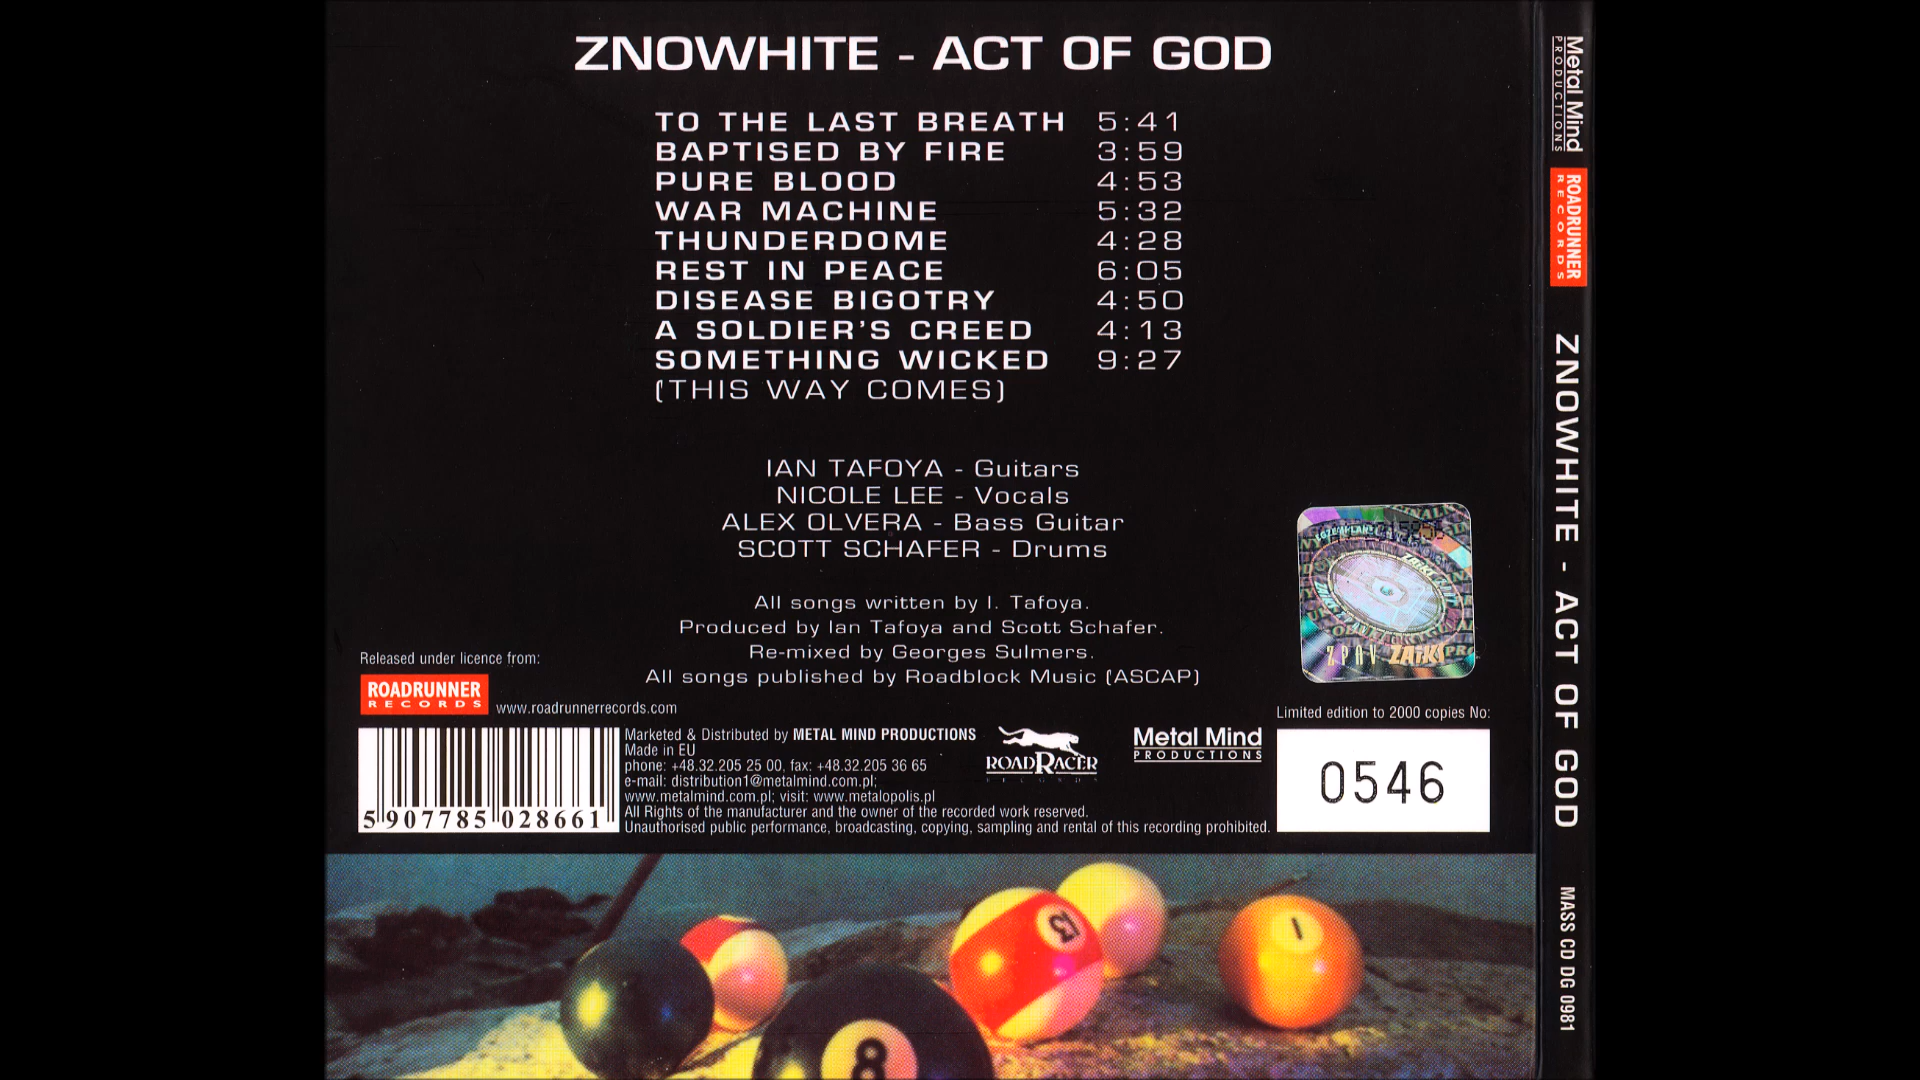 ZNOWHITE - ACT OF GOD
TO THE LAST BREATH 5:41
BAPTISED BY FIRE 3:59
PURE BLOOD 4:53
WAR MACHINE 5:32
THUNDERDOME 4:28
REST IN PEACE 6:05
DISEASE BIGOTRY 4:50
A SOLDIER'S CREED 4:13
SOMETHING WICKED 9:27
(THIS WAY COMES)
IAN TAFOYA - Guitars
NICOLE LEE - Vocals
ALEX OLVERA - Bass Guitar
SCOTT SCHAFER - Drums
All songs written by I. Tafoya.
Produced by Ian Tafoya and Scott Schafer.
Re-mixed by Georges Sulmers.
All songs published by Roadblock Music (ASCAP)
Released under licence from:
ROADRUNNER
RECORDS
www.roadrunnerrecords.com
5 907785 028661
Marketed & Distributed by METAL MIND PRODUCTIONS
Made in EU
phone: +48.32.205 25 00, fax: +48.32.205 36 65
e-mail: distribution1@metalmind.com.pl;
www.metalmind.com.pl; visit: www.metalopolis.pl
All Rights of the manufacturer and the owner of the recorded work reserved.
Unauthorised public performance, broadcasting, copying, sampling and rental of this recording prohibited.
ROADRACER
RECORDS
Metal Mind
PRODUCTIONS
ZPAV ZAiKS
Limited edition to 2000 copies No:
0546
13
1
8
Metal Mind
PRODUCTIONS
ROADRUNNER
RECORDS
ZNOWHITE - ACT OF GOD
MASS CD DG 0981